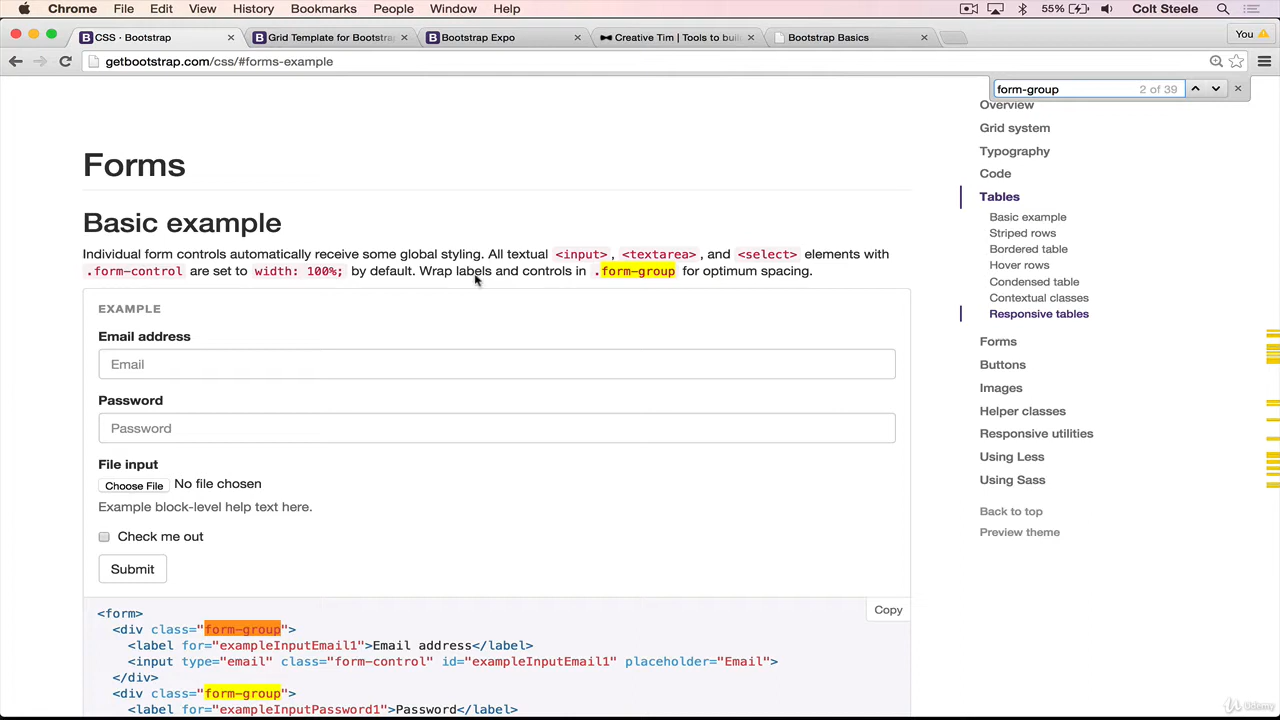 Chrome File Edit View History Bookmarks People Window Help 55% Colt Steele
CSS · Bootstrap Grid Template for Bootstra Bootstrap Expo Creative Tim | Tools to buil Bootstrap Basics You
getbootstrap.com/css/#forms-example
form-group 2 of 39
Overview
Grid system
Typography
Code
Tables
Basic example
Striped rows
Bordered table
Hover rows
Condensed table
Contextual classes
Responsive tables
Forms
Buttons
Images
Helper classes
Responsive utilities
Using Less
Using Sass
Back to top
Preview theme
Forms
Basic example
Individual form controls automatically receive some global styling. All textual <input>, <textarea>, and <select> elements with
.form-control are set to width: 100%; by default. Wrap labels and controls in .form-group for optimum spacing.
EXAMPLE
Email address
Email
Password
Password
File input
Choose File No file chosen
Example block-level help text here.
Check me out
Submit
Copy
<form>
<div class="form-group">
<label for="exampleInputEmail1">Email address</label>
<input type="email" class="form-control" id="exampleInputEmail1" placeholder="Email">
</div>
<div class="form-group">
<label for="exampleInputPassword1">Password</label>
Udemy